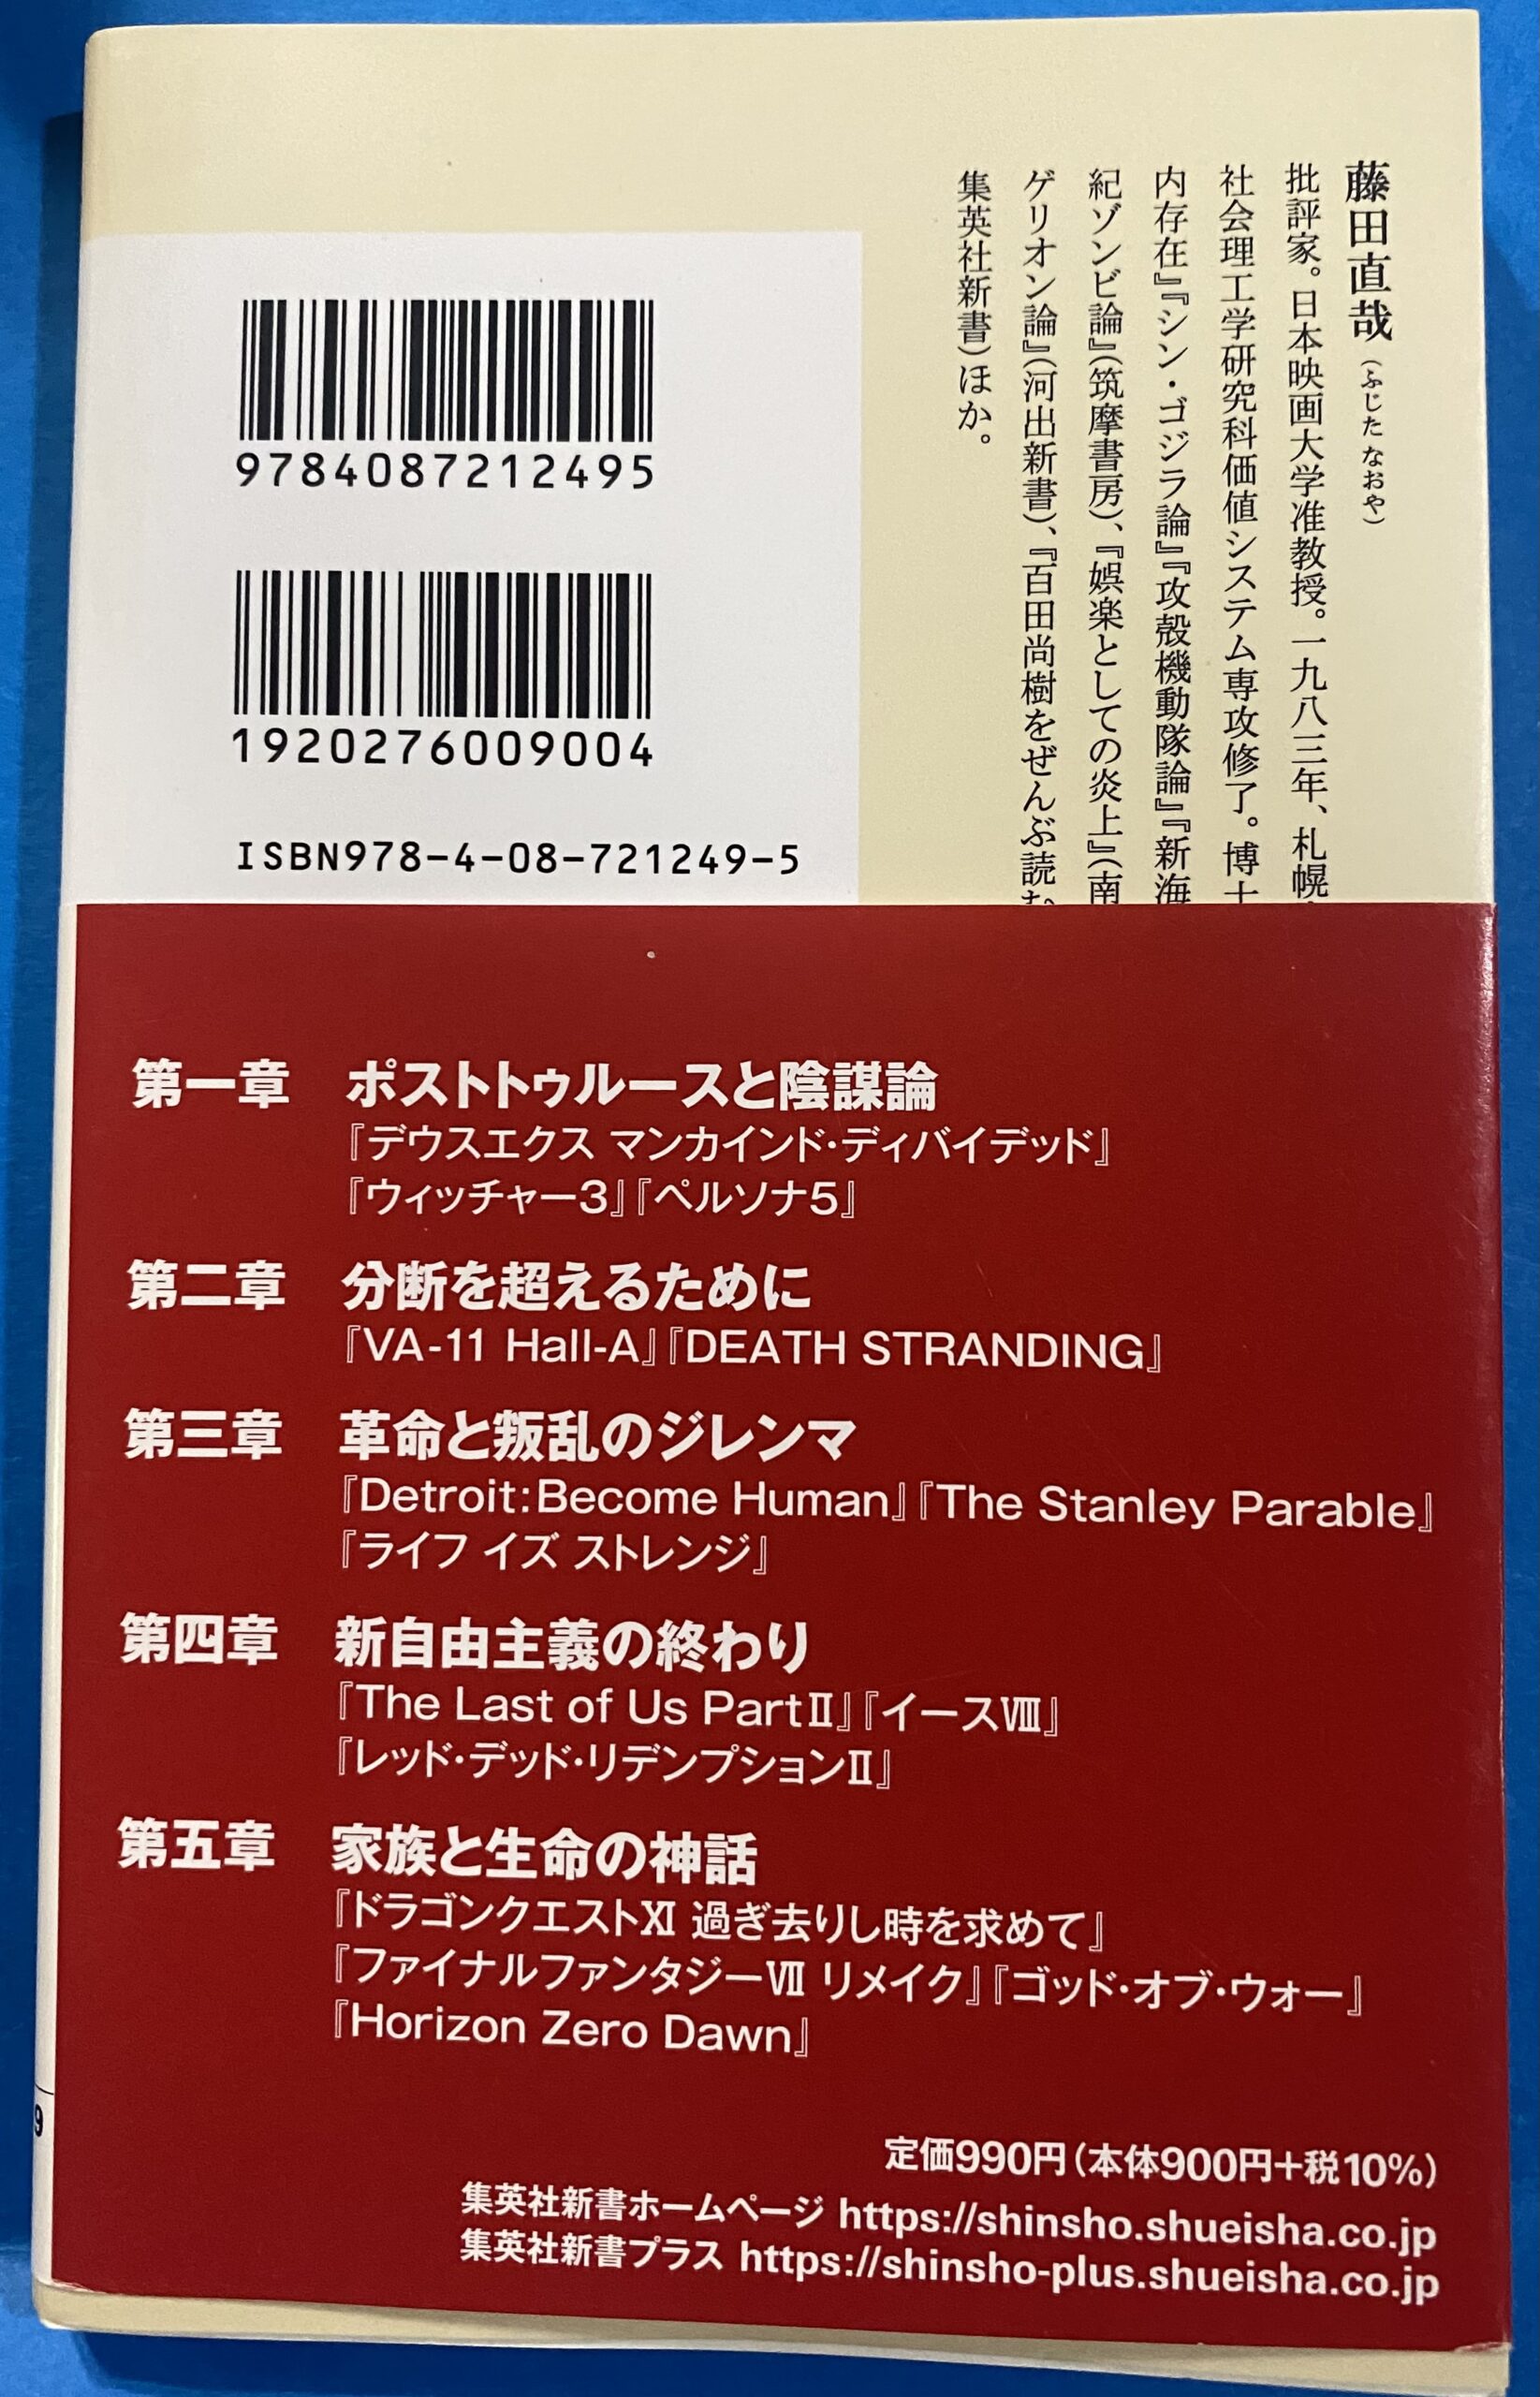 藤田直哉（ふじた なおや）
批評家。日本映画大学准教授。一九八三年、札幌
社会理工学研究科価値システム専攻修了。博士
内存在』『シン・ゴジラ論』『攻殻機動隊論』『新海
紀ゾンビ論』（筑摩書房）、『娯楽としての炎上』（南
ゲリオン論』（河出新書）、『百田尚樹をぜんぶ読む
集英社新書）ほか。
9784087212495
1920276009004
ISBN978-4-08-721249-5
第一章 ポストトゥルースと陰謀論
『デウスエクス マンカインド・ディバイデッド』
『ウィッチャー3』『ペルソナ5』
第二章 分断を超えるために
『VA-11 Hall-A』『DEATH STRANDING』
第三章 革命と叛乱のジレンマ
『Detroit:Become Human』『The Stanley Parable』
『ライフ イズ ストレンジ』
第四章 新自由主義の終わり
『The Last of Us PartⅡ』『イースⅧ』
『レッド・デッド・リデンプションⅡ』
第五章 家族と生命の神話
『ドラゴンクエストⅪ 過ぎ去りし時を求めて』
『ファイナルファンタジーⅦ リメイク』『ゴッド・オブ・ウォー』
『Horizon Zero Dawn』
定価990円（本体900円＋税10%）
集英社新書ホームページ https://shinsho.shueisha.co.jp
集英社新書プラス https://shinsho-plus.shueisha.co.jp
9